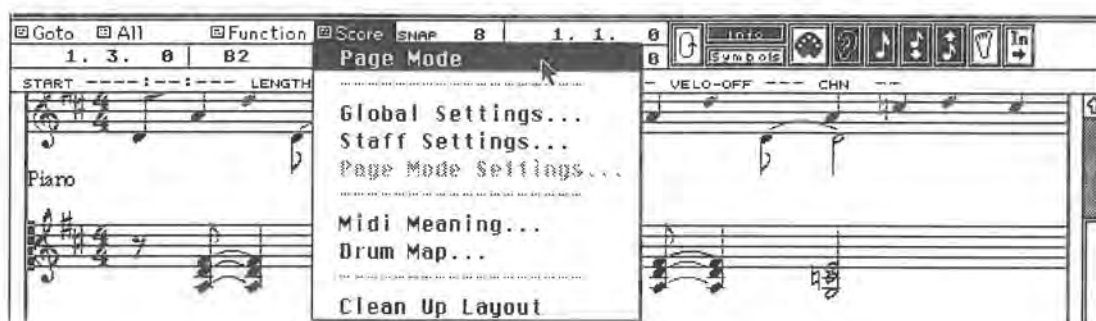 Goto All Function Score SNAP 8 1. 1. 0
Info
1. 3. 0 B2 0
Symbols
In
START ----:--:---- LENGTH VELO-OFF --- CHN --
Page Mode
Global Settings...
Staff Settings...
Page Mode Settings...
Midi Meaning...
Drum Map...
Clean Up Layout
Piano